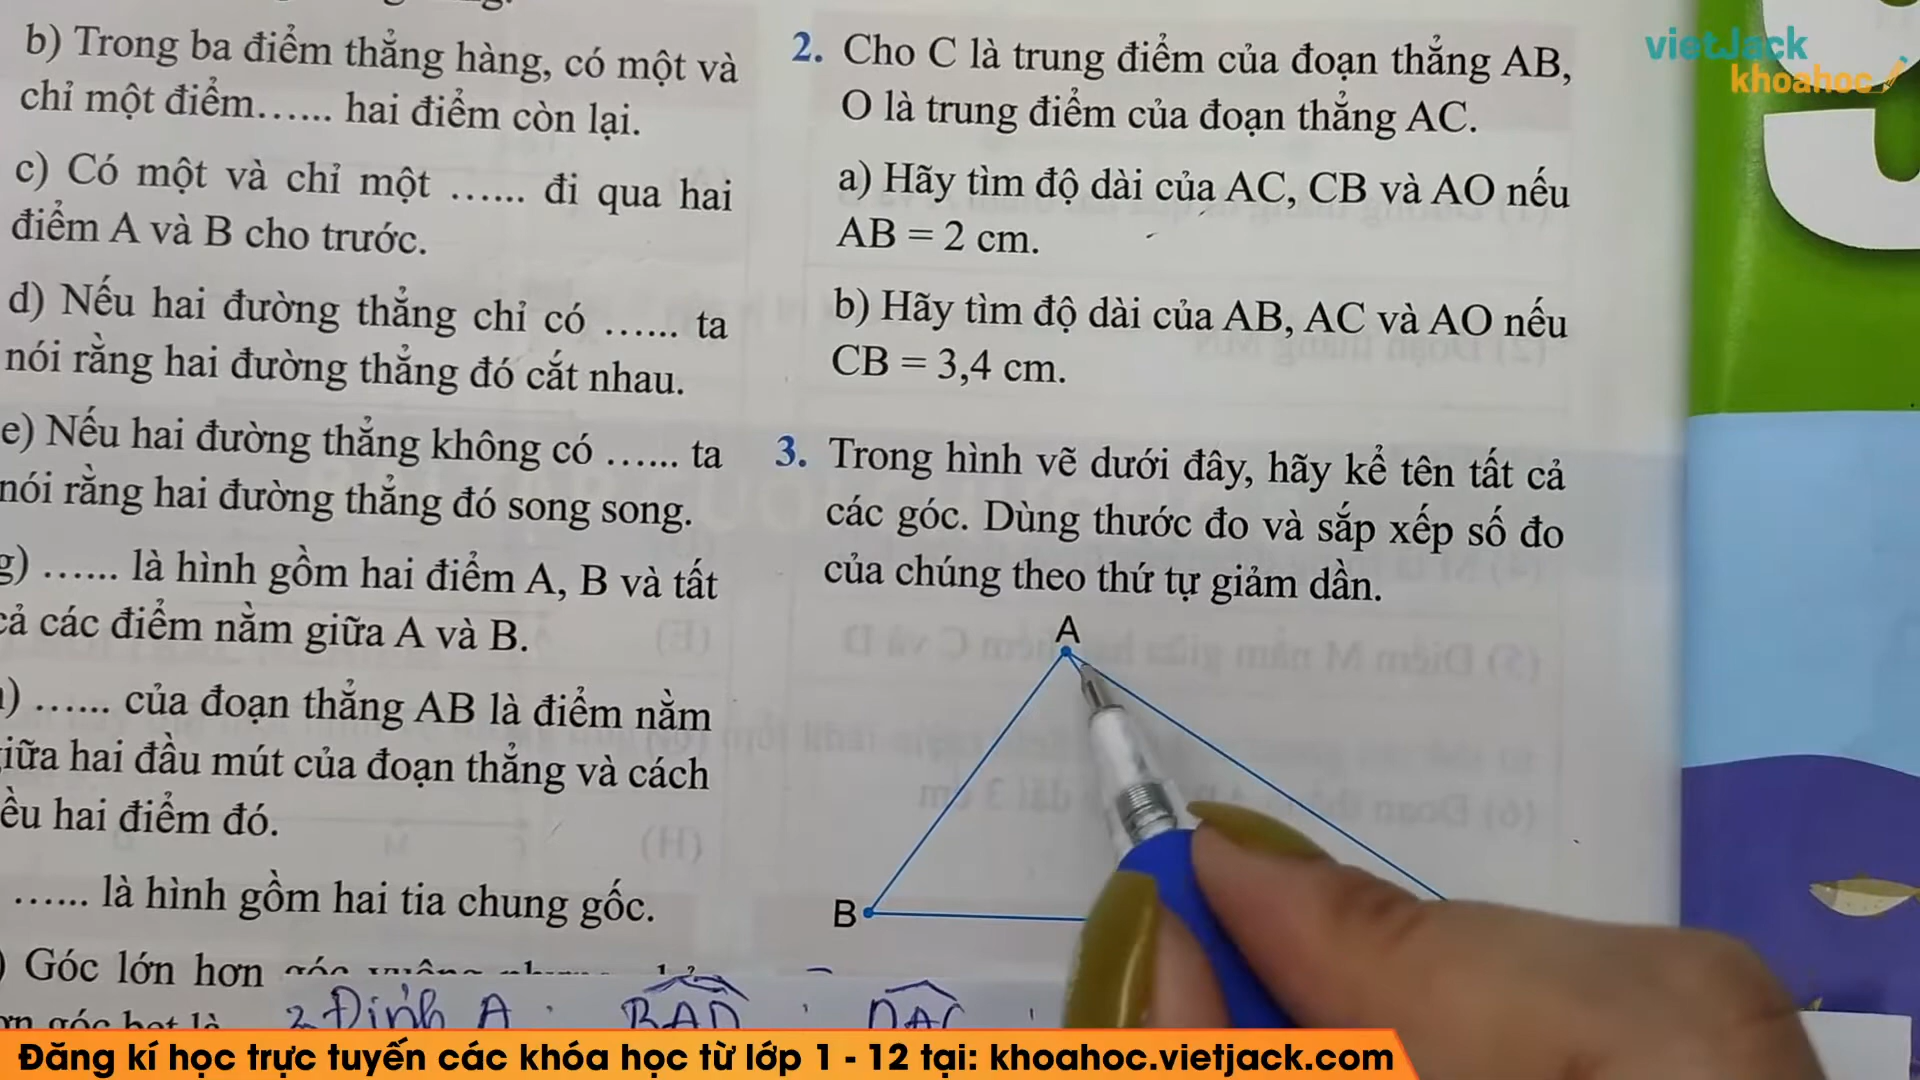 b) Trong ba điểm thẳng hàng, có một và
chỉ một điểm…... hai điểm còn lại.
c) Có một và chỉ một …... đi qua hai
điểm A và B cho trước.
d) Nếu hai đường thẳng chỉ có …... ta
nói rằng hai đường thẳng đó cắt nhau.
e) Nếu hai đường thẳng không có …... ta
nói rằng hai đường thẳng đó song song.
g) …... là hình gồm hai điểm A, B và tất
cả các điểm nằm giữa A và B.
) …... của đoạn thẳng AB là điểm nằm
giữa hai đầu mút của đoạn thẳng và cách
đều hai điểm đó.
…... là hình gồm hai tia chung gốc.
) Góc lớn hơn
2. Cho C là trung điểm của đoạn thẳng AB,
O là trung điểm của đoạn thẳng AC.
a) Hãy tìm độ dài của AC, CB và AO nếu
AB = 2 cm.
b) Hãy tìm độ dài của AB, AC và AO nếu
CB = 3,4 cm.
3. Trong hình vẽ dưới đây, hãy kể tên tất cả
các góc. Dùng thước đo và sắp xếp số đo
của chúng theo thứ tự giảm dần.
A
B
Đỉnh A : BAD ; DAC ;
vietJack
khoahoc
Đăng kí học trực tuyến các khóa học từ lớp 1 - 12 tại: khoahoc.vietjack.com